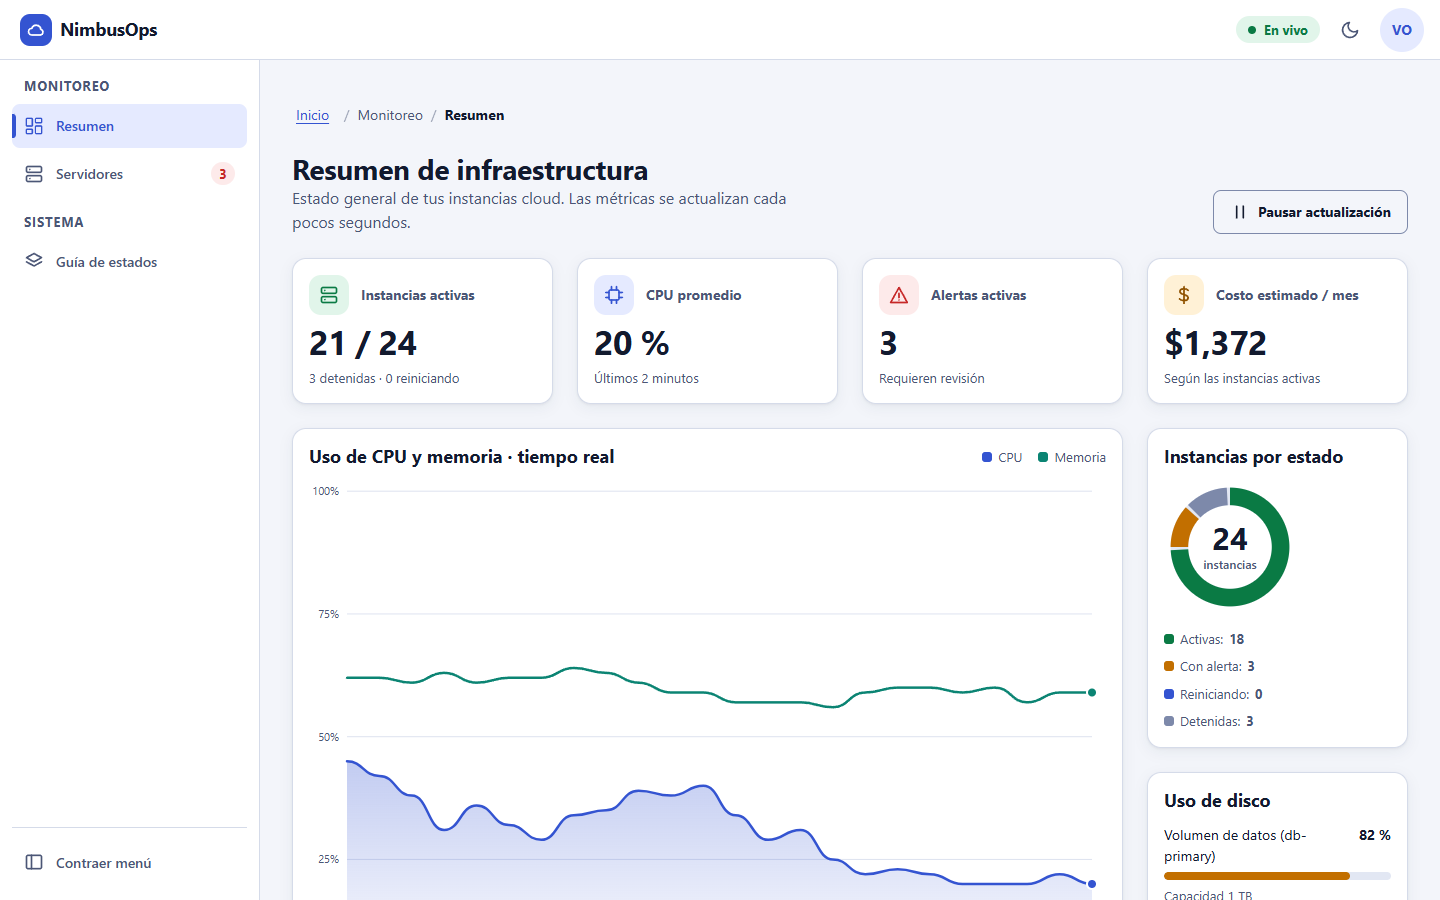 NimbusOps
En vivo
VO
MONITOREO
Resumen
Servidores
3
SISTEMA
Guía de estados
Contraer menú
Inicio / Monitoreo / Resumen
Resumen de infraestructura
Estado general de tus instancias cloud. Las métricas se actualizan cada
pocos segundos.
Pausar actualización
Instancias activas
21 / 24
3 detenidas · 0 reiniciando
CPU promedio
20 %
Últimos 2 minutos
Alertas activas
3
Requieren revisión
$
Costo estimado / mes
$1,372
Según las instancias activas
Uso de CPU y memoria · tiempo real
CPU
Memoria
100%
75%
50%
25%
Instancias por estado
24
instancias
Activas: 18
Con alerta: 3
Reiniciando: 0
Detenidas: 3
Uso de disco
Volumen de datos (db-
primary)
82 %
Capacidad 1 TB